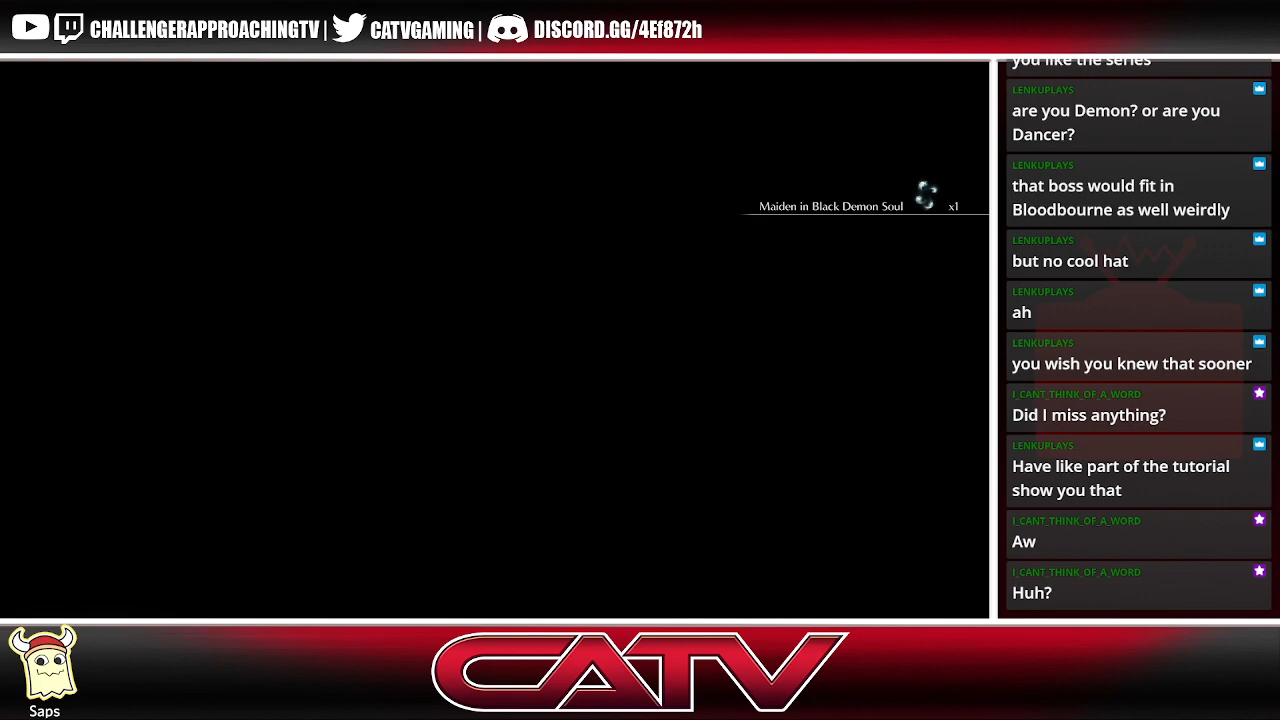 CHALLENGERAPPROACHINGTV | CATVGAMING | DISCORD.GG/4Ef872h
Maiden in Black Demon Soul x1
you like the series
LENKUPLAYS
are you Demon? or are you
Dancer?
LENKUPLAYS
that boss would fit in
Bloodbourne as well weirdly
LENKUPLAYS
but no cool hat
LENKUPLAYS
ah
LENKUPLAYS
you wish you knew that sooner
I_CANT_THINK_OF_A_WORD
Did I miss anything?
LENKUPLAYS
Have like part of the tutorial
show you that
I_CANT_THINK_OF_A_WORD
Aw
I_CANT_THINK_OF_A_WORD
Huh?
Saps
CATV